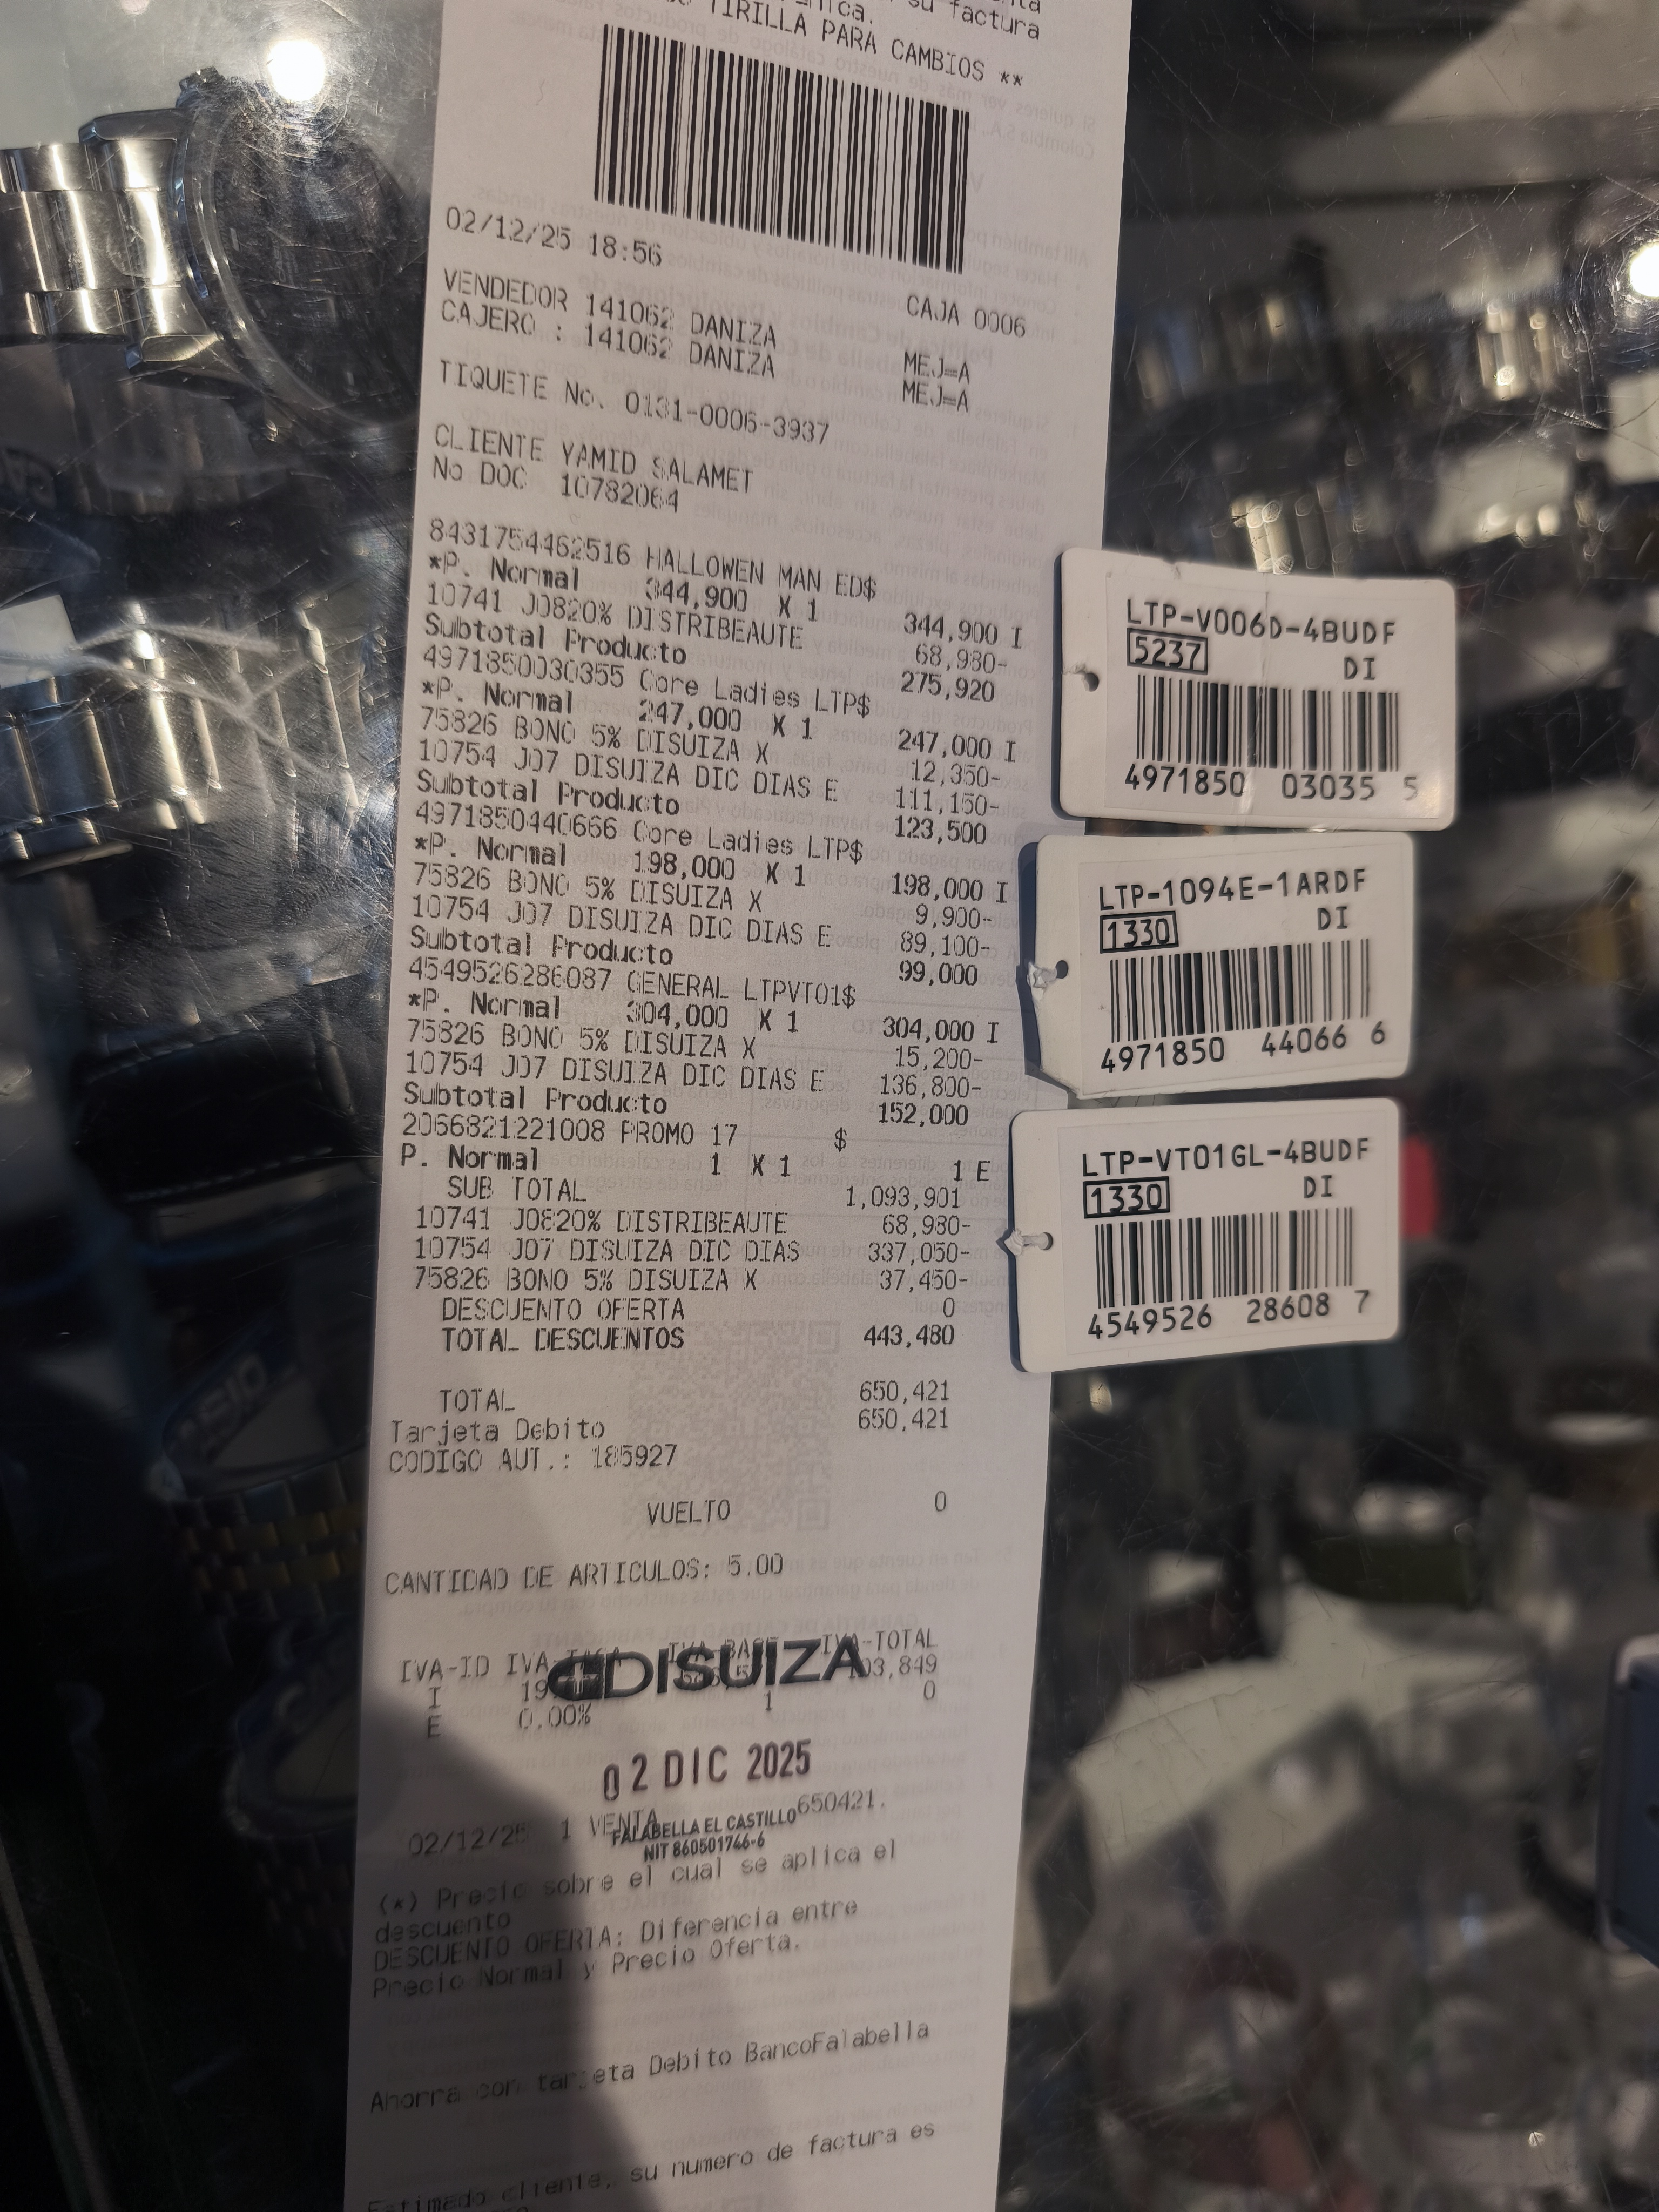 su factura
TIRILLA PARA CAMBIOS **
02/12/25 18:56
CAJA 0006
VENDEDOR 141062 DANIZA MEJ=A
CAJERO : 141062 DANIZA MEJ=A
TIQUETE No. 0131-0006-3937
CLIENTE YAMID SALAMET
No DOC 10782064
8431754462516 HALLOWEN MAN ED$
*P. Normal 344,900 X 1 344,900 I
10741 J0820% DISTRIBEAUTE 68,980-
Subtotal Producto 275,920
4971850030355 Core Ladies LTP$
*P. Normal 247,000 X 1 247,000 I
75826 BONO 5% DISUIZA X 12,350-
10754 J07 DISUIZA DIC DIAS E 111,150-
Subtotal Producto 123,500
4971850440666 Core Ladies LTP$
*P. Normal 198,000 X 1 198,000 I
75826 BONO 5% DISUIZA X 9,900-
10754 J07 DISUIZA DIC DIAS E 89,100-
Subtotal Producto 99,000
4549526286087 GENERAL LTPVT01$
*P. Normal 304,000 X 1 304,000 I
75826 BONO 5% DISUIZA X 15,200-
10754 J07 DISUIZA DIC DIAS E 136,800-
Subtotal Producto 152,000
2066821221008 PROMO 17 $
P. Normal 1 X 1 1 E
SUB TOTAL 1,093,901
10741 J0820% DISTRIBEAUTE 68,980-
10754 J07 DISUIZA DIC DIAS 337,050-
75826 BONO 5% DISUIZA X 37,450-
DESCUENTO OFERTA 0
TOTAL DESCUENTOS 443,480
TOTAL 650,421
Tarjeta Debito 650,421
CODIGO AUT.: 185927
VUELTO 0
CANTIDAD DE ARTICULOS: 5.00
IVA-ID IVA-TOTAL
I 03,849
E 0.00% 1 0
DISUIZA
02 DIC 2025
02/12/25 1 VENTA 650421.
FALABELLA EL CASTILLO
NIT 860501746-6
(*) Precio sobre el cual se aplica el
descuento
DESCUENTO OFERTA: Diferencia entre
Precio Normal y Precio Oferta.
Ahorra con tarjeta Debito BancoFalabella
Estimado cliente, su numero de factura es
LTP-V006D-4BUDF
5237 DI
4971850 03035 5
LTP-1094E-1ARDF
1330 DI
4971850 44066 6
LTP-VT01GL-4BUDF
1330 DI
4549526 28608 7